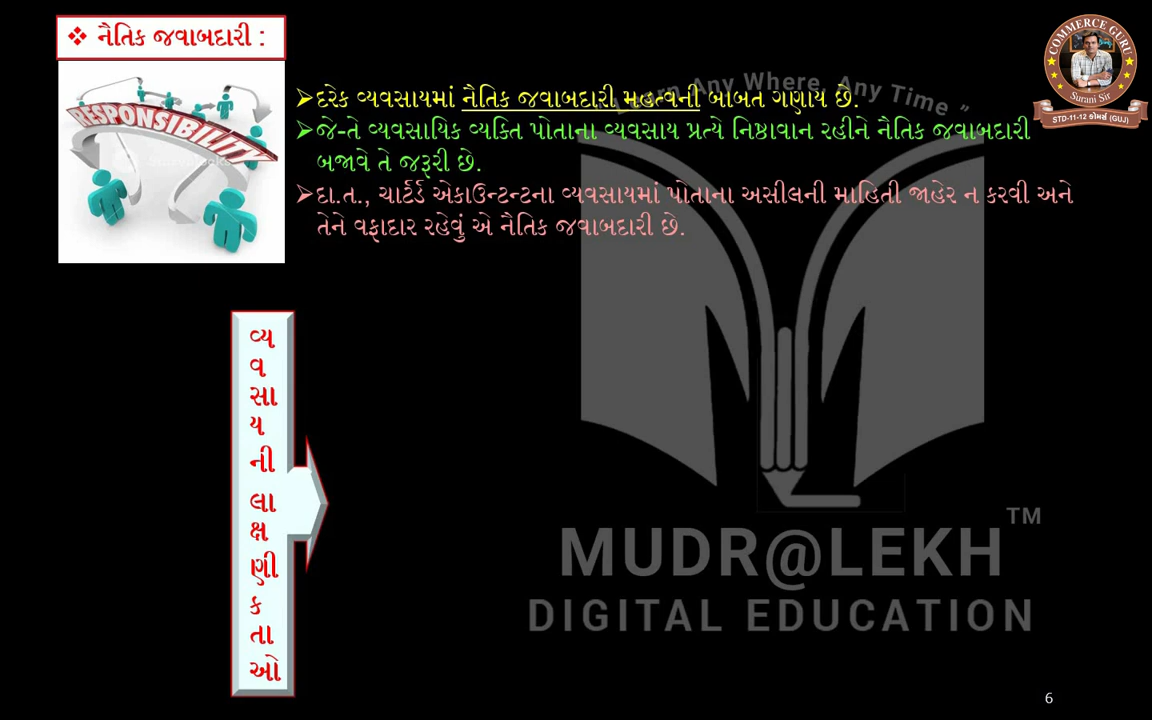 ❖ નૈતિક જવાબદારી :
RESPONSIBILITY
➢દરેક વ્યવસાયમાં નૈતિક જવાબદારી મહત્વની બાબત ગણાય છે.
➢જે-તે વ્યવસાયિક વ્યક્તિ પોતાના વ્યવસાય પ્રત્યે નિષ્ઠાવાન રહીને નૈતિક જવાબદારી
બજાવે તે જરૂરી છે.
➢દા.ત., ચાર્ટર્ડ એકાઉન્ટન્ટના વ્યવસાયમાં પોતાના અસીલની માહિતી જાહેર ન કરવી અને
તેને વફાદાર રહેવું એ નૈતિક જવાબદારી છે.
Any Where, Any Time ”
COMMERCE GURU
Surani Sir
STD-11-12 કોમર્સ (GUJ)
વ્ય
વ
સા
ય
ની
લા
ક્ષ
ણી
ક
તા
ઓ
TM
MUDR@LEKH
DIGITAL EDUCATION
6